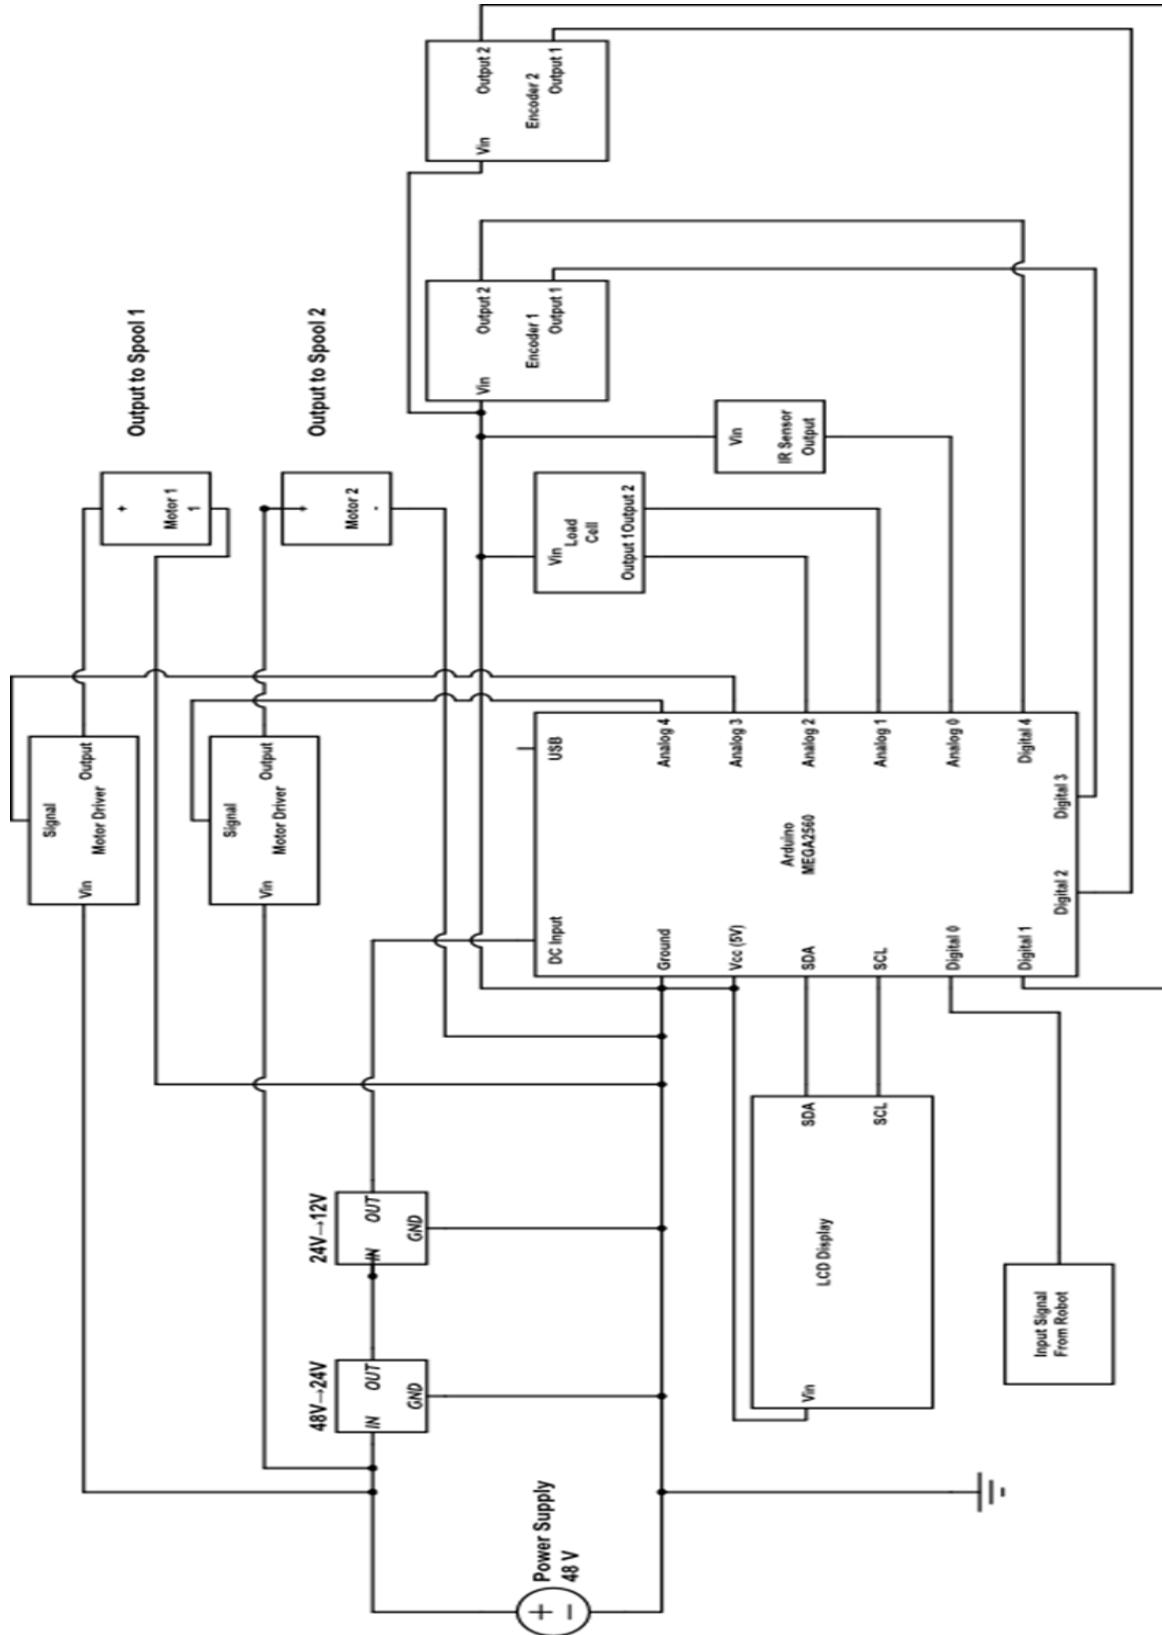 Power Supply
48 V
48V→24V
IN
OUT
GND
24V→12V
IN
OUT
GND
Vin
Signal
Output
Motor Driver
Vin
Signal
Output
Motor Driver
Output to Spool 1
+
Motor 1
1
Output to Spool 2
+
Motor 2
-
Arduino
MEGA2560
DC Input
Ground
Vcc (5V)
SDA
SCL
Digital 0
Digital 1
Digital 2
Digital 3
USB
Analog 4
Analog 3
Analog 2
Analog 1
Analog 0
Digital 4
LCD Display
Vin
SDA
SCL
Input Signal
From Robot
Vin
Load
Cell
Output 1 Output 2
Vin
IR Sensor
Output
Vin
Encoder 1
Output 2
Output 1
Vin
Encoder 2
Output 2
Output 1